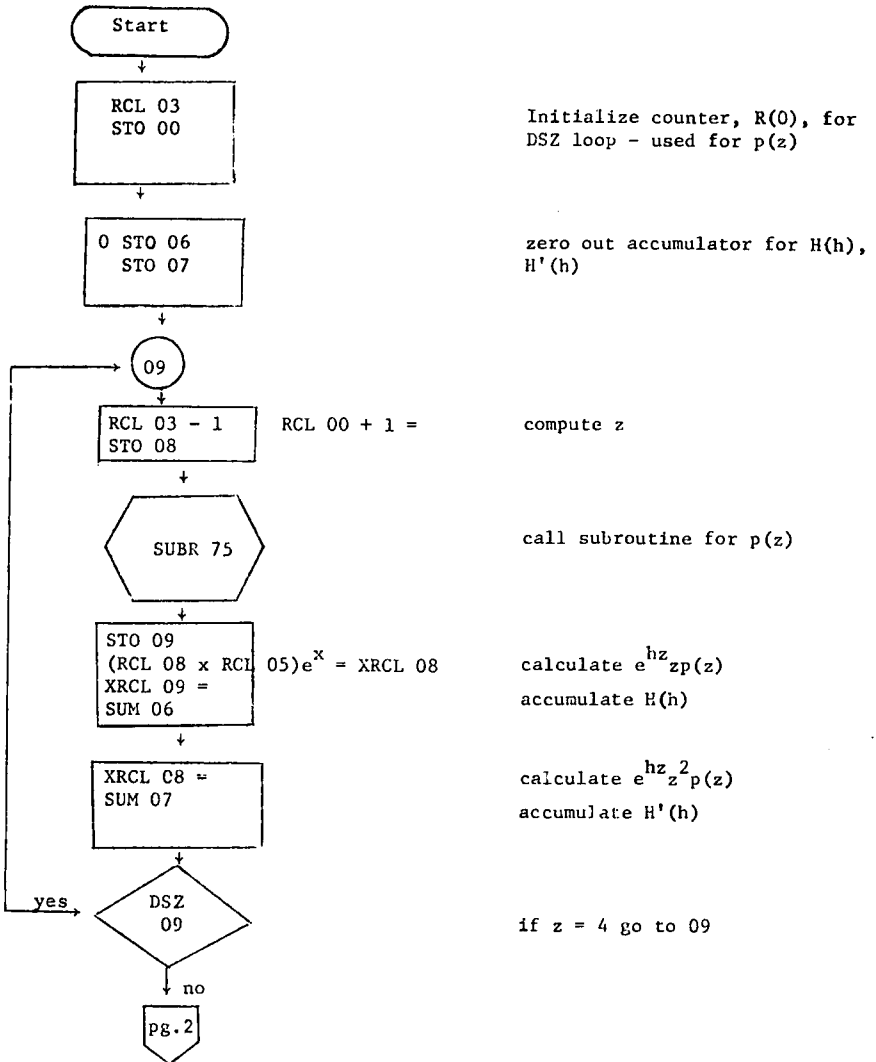 Start
RCL 03
STO 00
Initialize counter, R(0), for
DSZ loop - used for p(z)
0 STO 06
STO 07
zero out accumulator for H(h),
H'(h)
09
RCL 03 - 1 RCL 00 + 1 =
STO 08
compute z
SUBR 75
call subroutine for p(z)
STO 09
(RCL 08 x RCL 05)e^x = XRCL 08
XRCL 09 =
SUM 06
calculate e^hz zp(z)
accumulate H(h)
XRCL 08 =
SUM 07
calculate e^hz z^2 p(z)
accumulate H'(h)
yes
DSZ
09
if z = 4 go to 09
no
pg.2